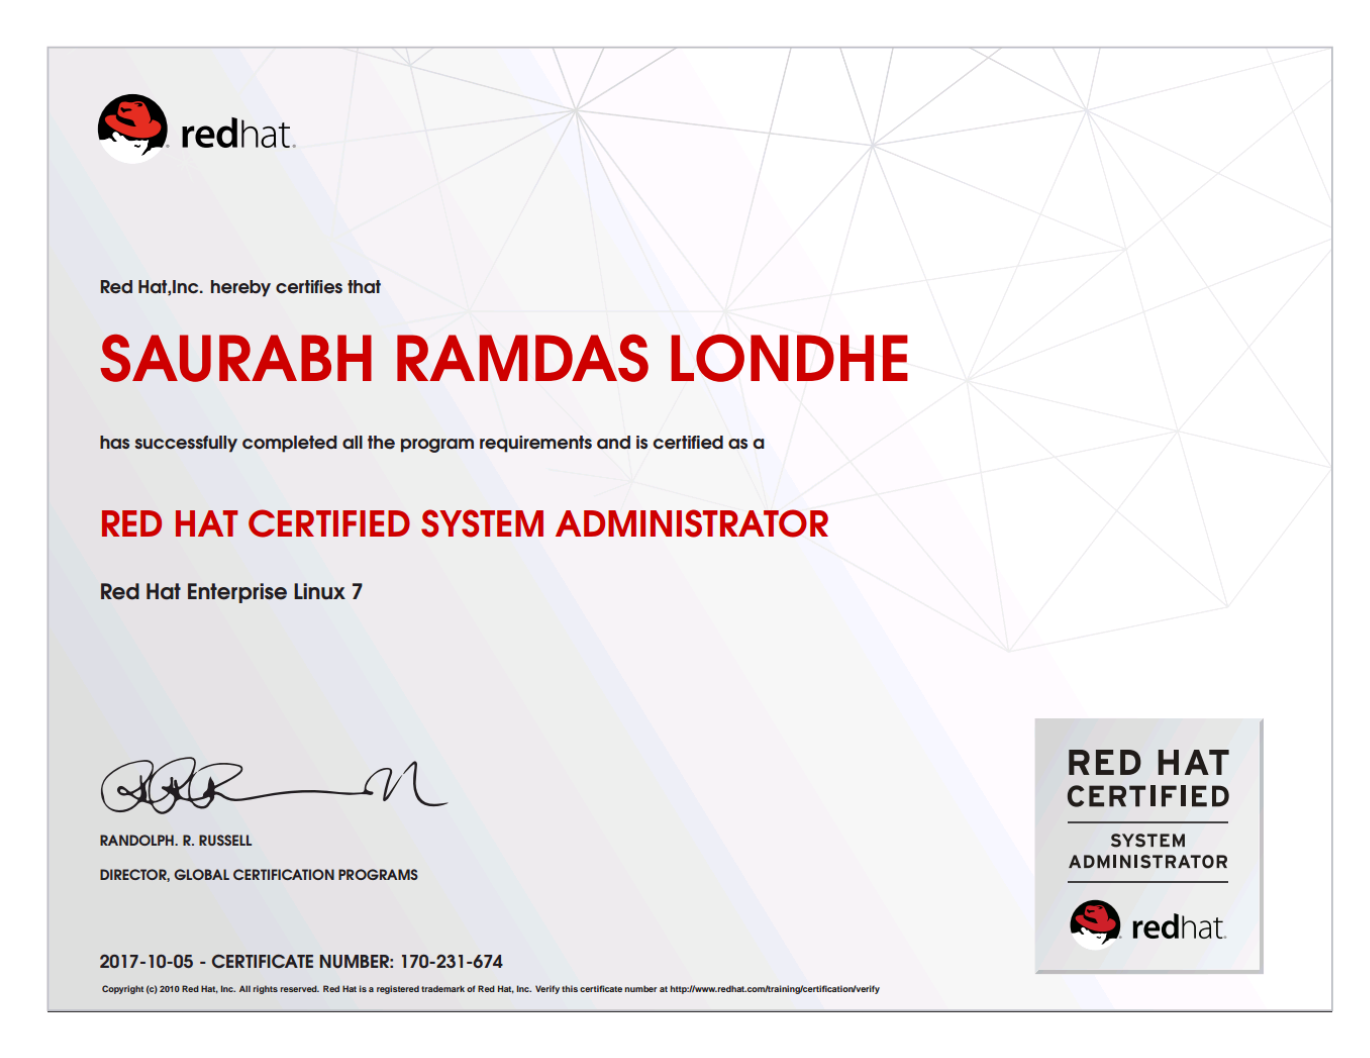 redhat.
Red Hat,Inc. hereby certifies that
SAURABH RAMDAS LONDHE
has successfully completed all the program requirements and is certified as a
RED HAT CERTIFIED SYSTEM ADMINISTRATOR
Red Hat Enterprise Linux 7
RANDOLPH. R. RUSSELL
DIRECTOR, GLOBAL CERTIFICATION PROGRAMS
2017-10-05 - CERTIFICATE NUMBER: 170-231-674
Copyright (c) 2010 Red Hat, Inc. All rights reserved. Red Hat is a registered trademark of Red Hat, Inc. Verify this certificate number at http://www.redhat.com/training/certification/verify
RED HAT
CERTIFIED
SYSTEM
ADMINISTRATOR
redhat.